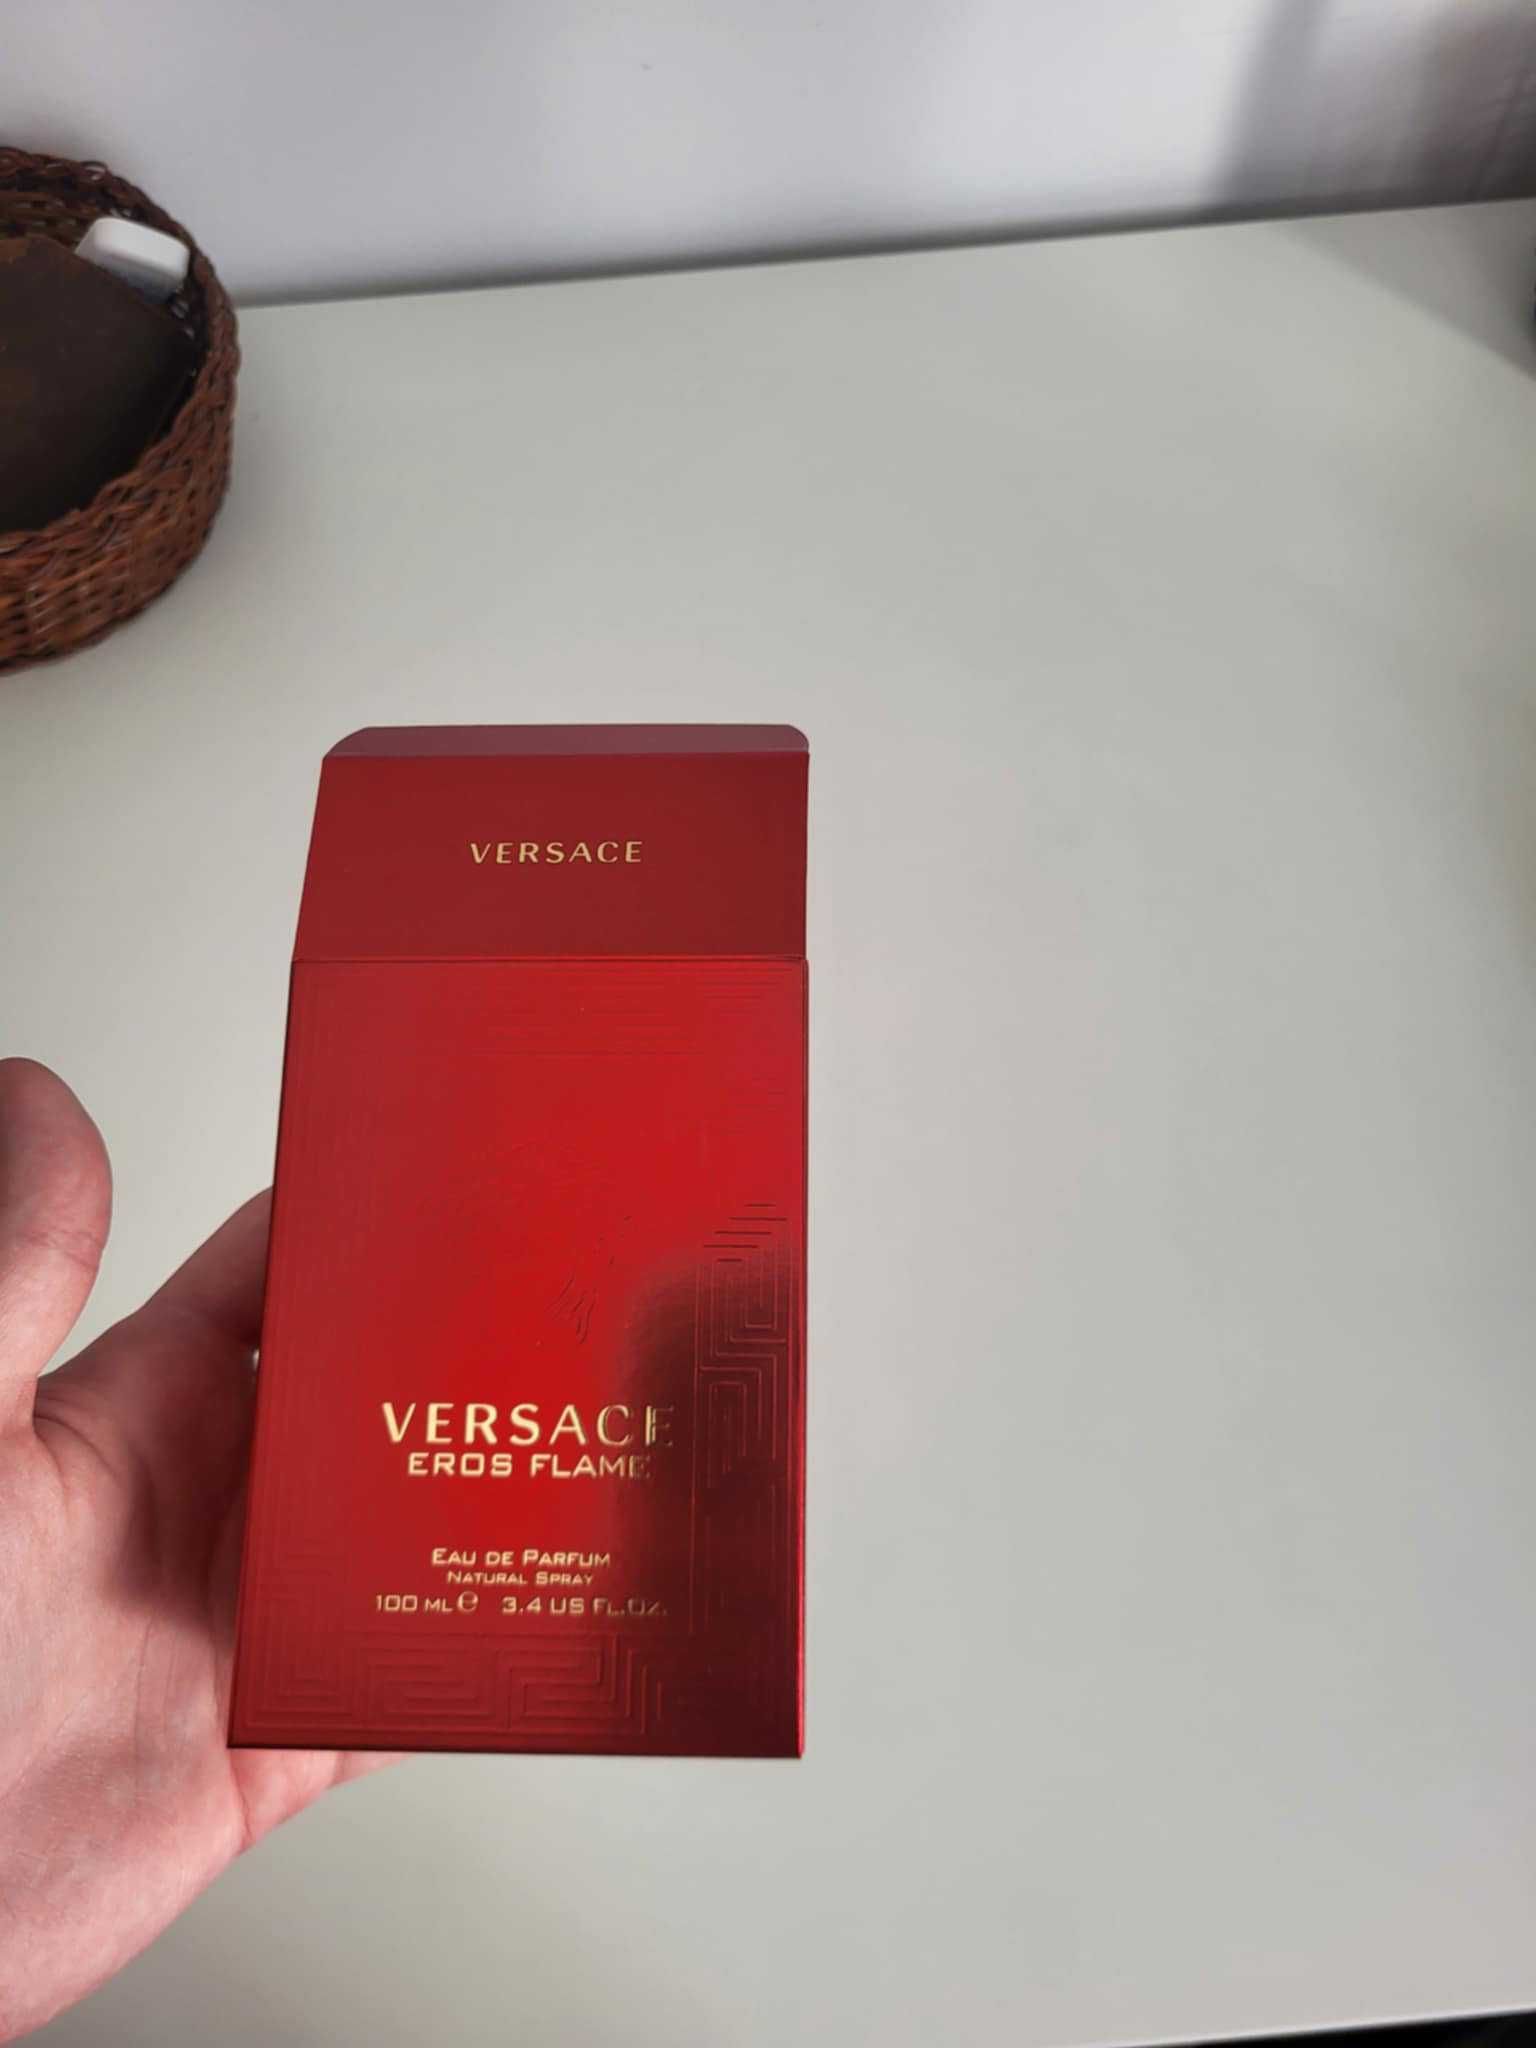 VERSACE
VERSACE
EROS FLAME
EAU DE PARFUM
NATURAL SPRAY
100 ML ℮ 3.4 US FL.OZ.